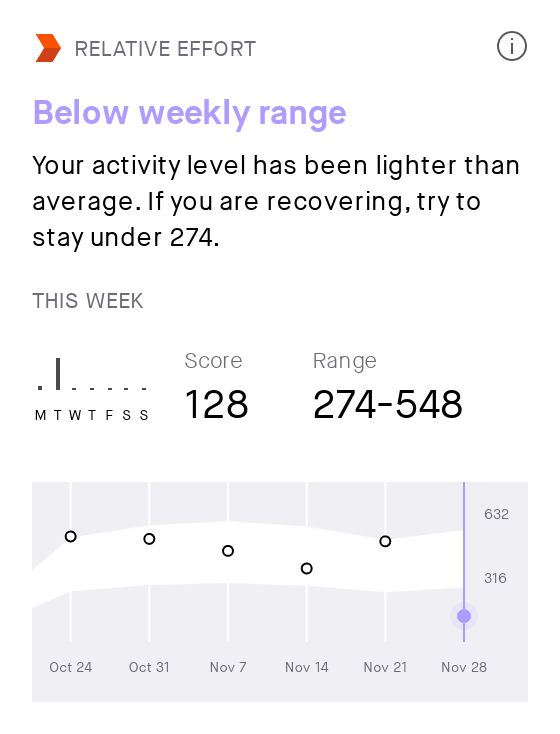 RELATIVE EFFORT
Below weekly range
Your activity level has been lighter than
average. If you are recovering, try to
stay under 274.
THIS WEEK
Score
Range
M T W T F S S
128
274-548
632
316
Oct 24 Oct 31 Nov 7 Nov 14 Nov 21 Nov 28